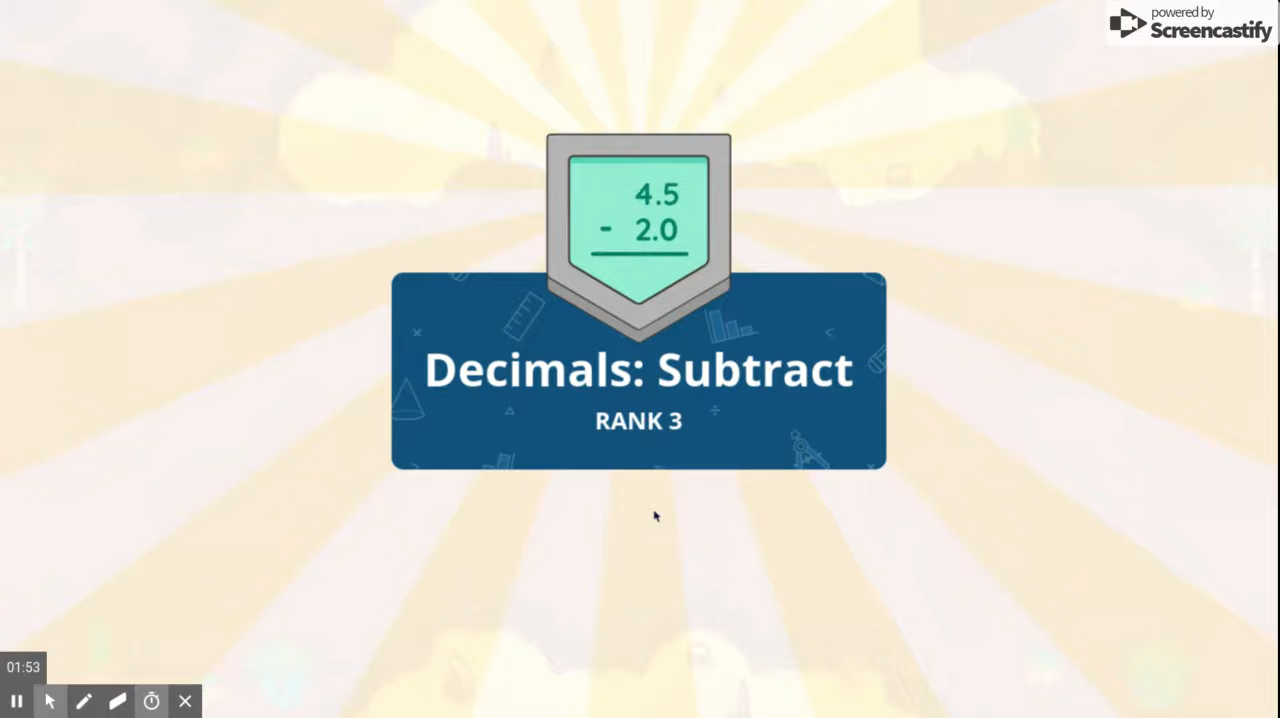 powered by
Screencastify
4.5
- 2.0
Decimals: Subtract
RANK 3
01:53